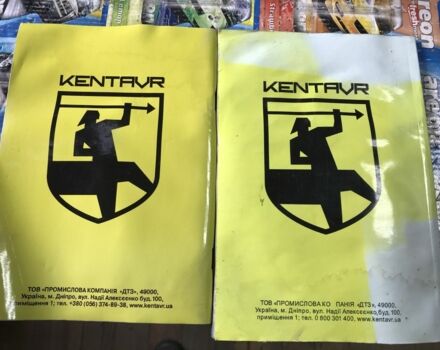 KENTAVR
ТОВ «ПРОМИСЛОВА КОМПАНІЯ «ДТЗ», 49000,
Україна, м. Дніпро, вул. Надії Алексєєнко буд, 100,
приміщення 1; тел. +380 (056) 374-89-38, www.kentavr.ua
KENTAVR
ТОВ «ПРОМИСЛОВА КО ПАНІЯ «ДТЗ», 49000,
Україна, м. Дніпро, вул. Надії Алексєєнко,буд, 100,
приміщення 1; тел. 0 800 301 400, www.kentavr.ua
reon